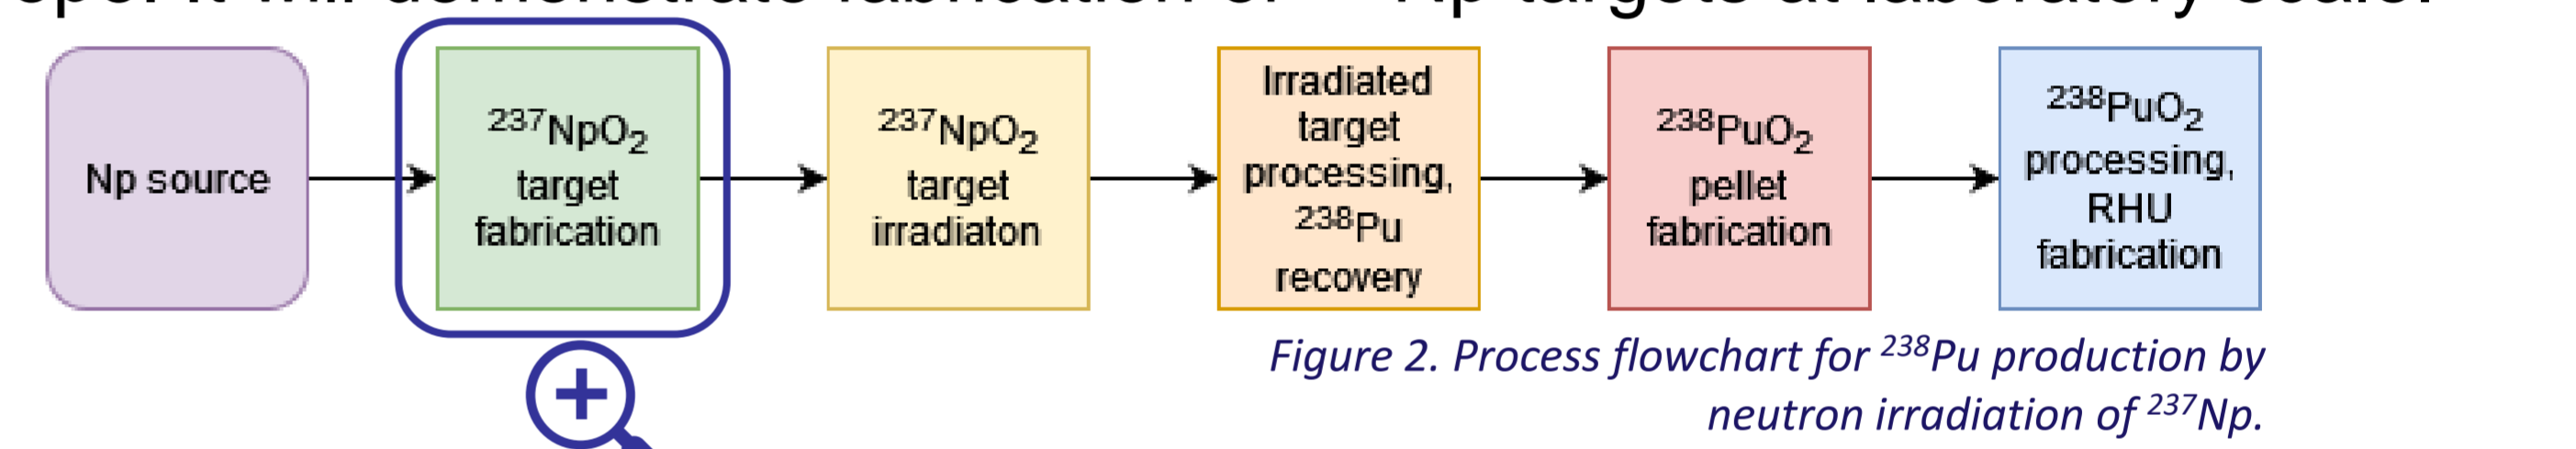 Np source
²³⁷NpO₂
target
fabrication
²³⁷NpO₂
target
irradiaton
Irradiated
target
processing,
²³⁸Pu
recovery
²³⁸PuO₂
pellet
fabrication
²³⁸PuO₂
processing,
RHU
fabrication
Figure 2. Process flowchart for ²³⁸Pu production by
neutron irradiation of ²³⁷Np.